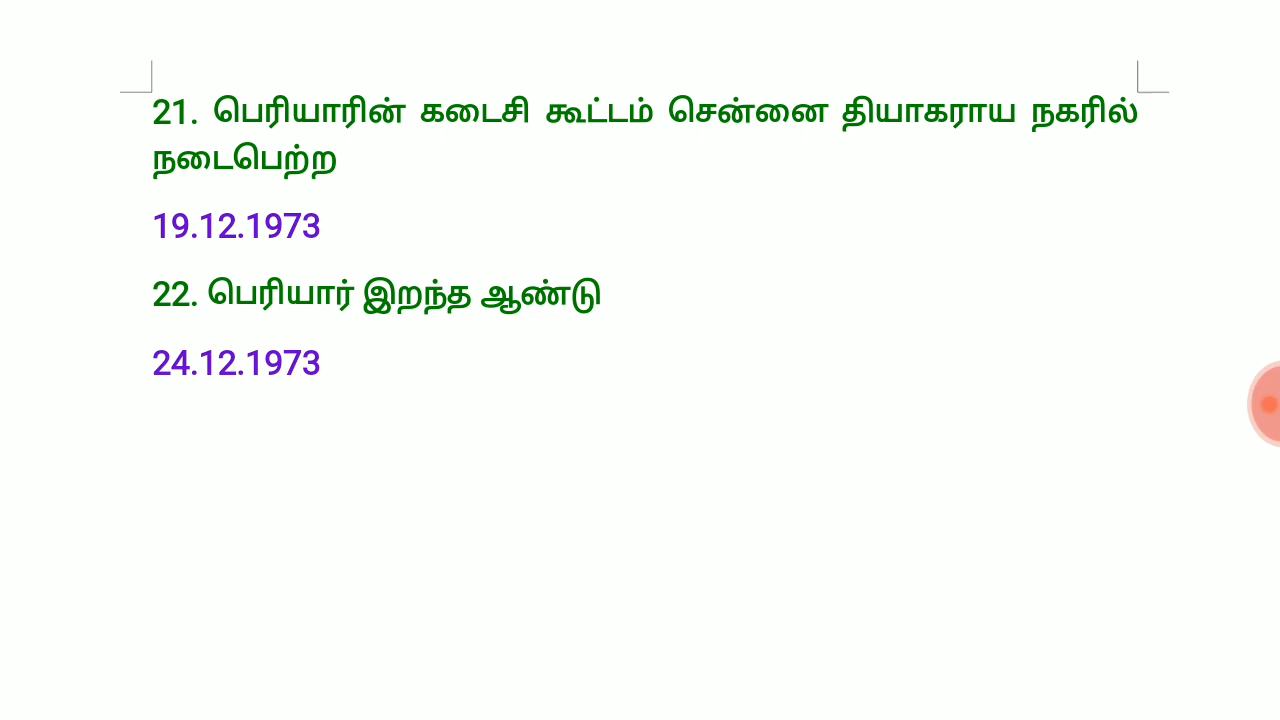 21. பெரியாரின் கடைசி கூட்டம் சென்னை தியாகராய நகரில்
நடைபெற்ற
19.12.1973
22. பெரியார் இறந்த ஆண்டு
24.12.1973